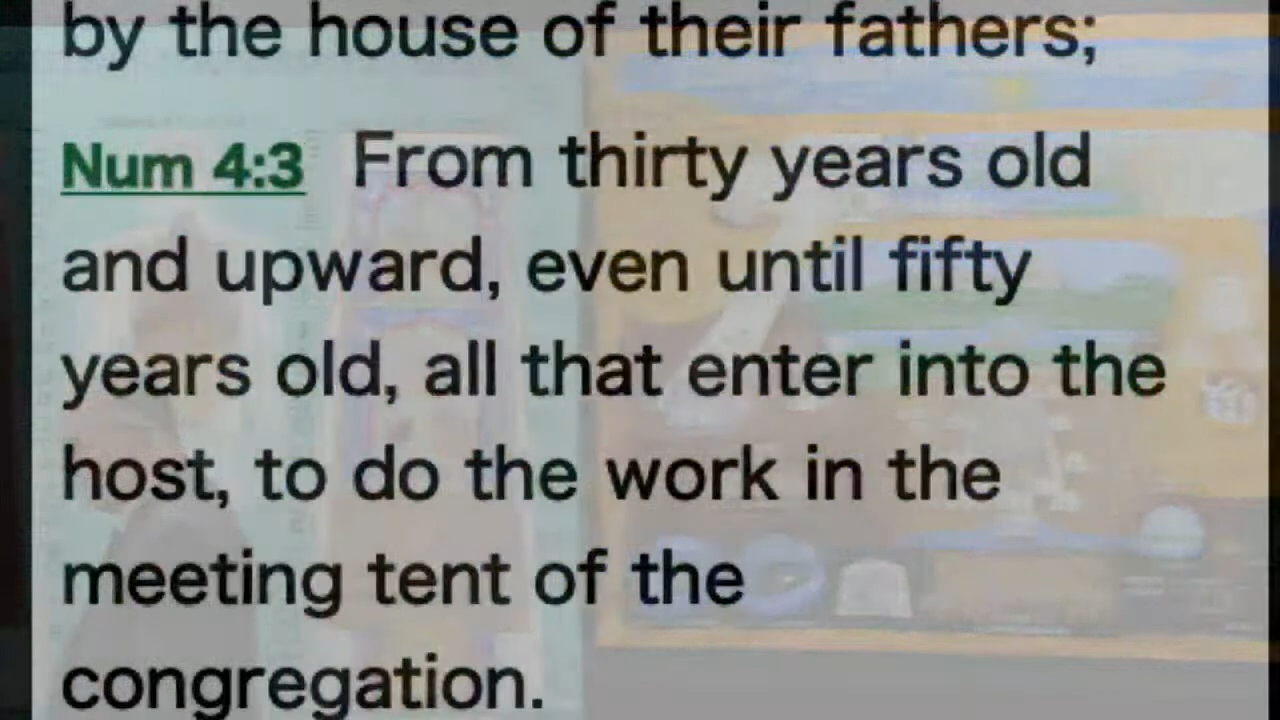 by the house of their fathers;
Num 4:3 From thirty years old
and upward, even until fifty
years old, all that enter into the
host, to do the work in the
meeting tent of the
congregation.